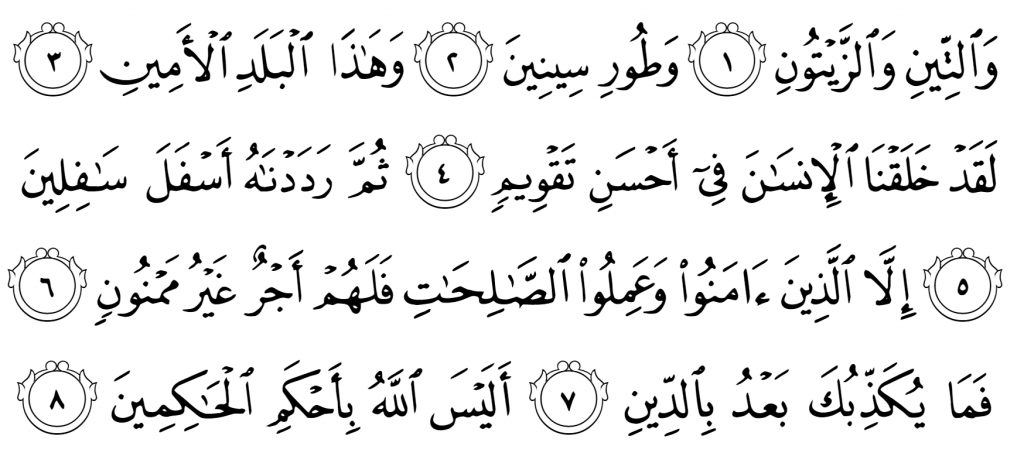 وَٱلتِّينِ وَٱلزَّيۡتُونِ ١ وَطُورِ سِينِينَ ٢ وَهَٰذَا ٱلۡبَلَدِ ٱلۡأَمِينِ ٣
لَقَدۡ خَلَقۡنَا ٱلۡإِنسَٰنَ فِيٓ أَحۡسَنِ تَقۡوِيمٖ ٤ ثُمَّ رَدَدۡنَٰهُ أَسۡفَلَ سَٰفِلِينَ
٥ إِلَّا ٱلَّذِينَ ءَامَنُواْ وَعَمِلُواْ ٱلصَّٰلِحَٰتِ فَلَهُمۡ أَجۡرٌ غَيۡرُ مَمۡنُونٖ ٦
فَمَا يُكَذِّبُكَ بَعۡدُ بِٱلدِّينِ ٧ أَلَيۡسَ ٱللَّهُ بِأَحۡكَمِ ٱلۡحَٰكِمِينَ ٨